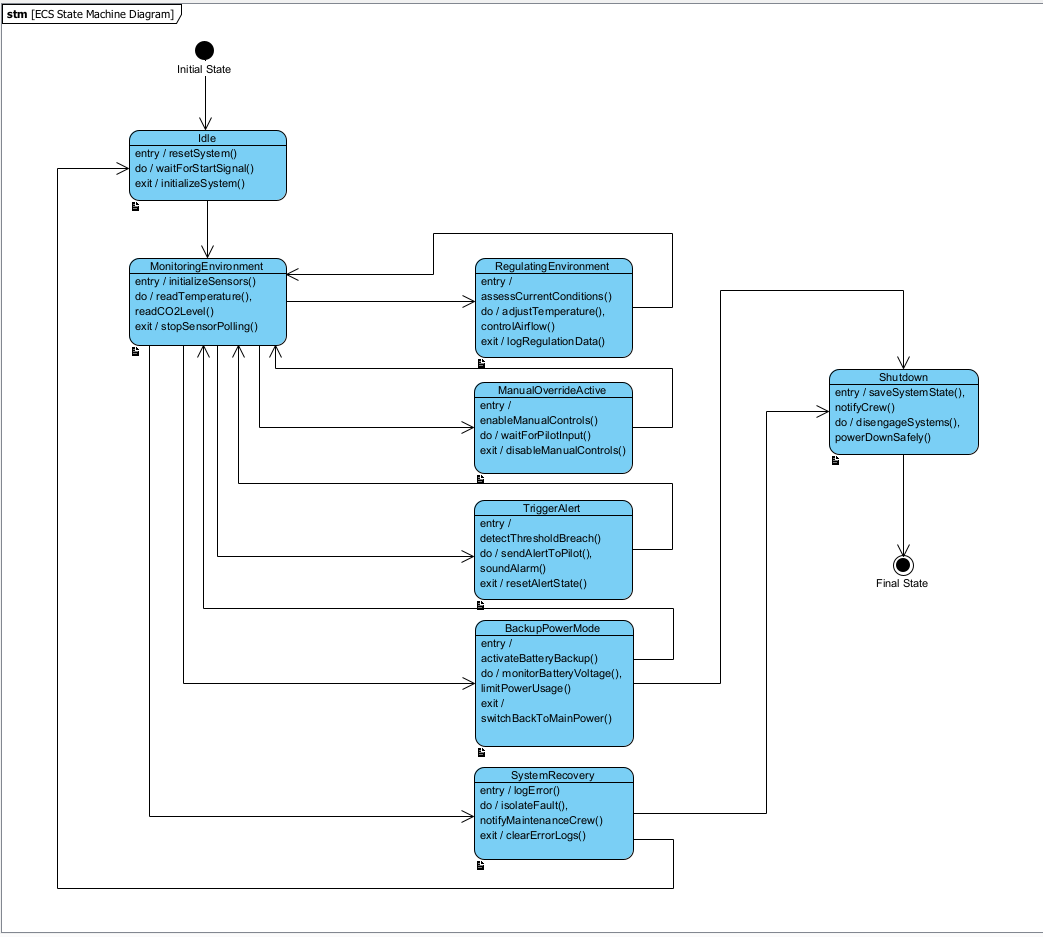 stm [ECS State Machine Diagram]
Initial State
Idle
entry / resetSystem()
do / waitForStartSignal()
exit / initializeSystem()
MonitoringEnvironment
entry / initializeSensors()
do / readTemperature(),
readCO2Level()
exit / stopSensorPolling()
RegulatingEnvironment
entry /
assessCurrentConditions()
do / adjustTemperature(),
controlAirflow()
exit / logRegulationData()
ManualOverrideActive
entry /
enableManualControls()
do / waitForPilotInput()
exit / disableManualControls()
TriggerAlert
entry /
detectThresholdBreach()
do / sendAlertToPilot(),
soundAlarm()
exit / resetAlertState()
BackupPowerMode
entry /
activateBatteryBackup()
do / monitorBatteryVoltage(),
limitPowerUsage()
exit /
switchBackToMainPower()
SystemRecovery
entry / logError()
do / isolateFault(),
notifyMaintenanceCrew()
exit / clearErrorLogs()
Shutdown
entry / saveSystemState(),
notifyCrew()
do / disengageSystems(),
powerDownSafely()
Final State